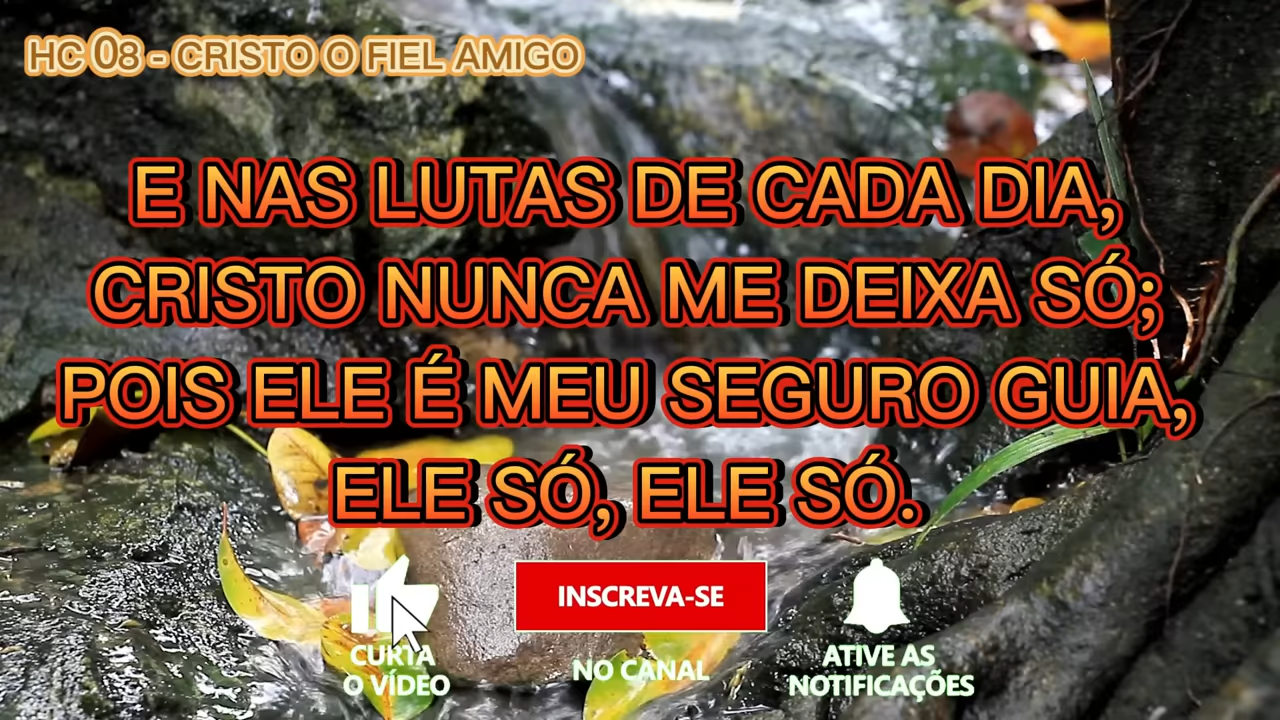 HC 08 - CRISTO O FIEL AMIGO
E NAS LUTAS DE CADA DIA,
CRISTO NUNCA ME DEIXA SÓ;
POIS ELE É MEU SEGURO GUIA,
ELE SÓ, ELE SÓ.
INSCREVA-SE
CURTA
O VÍDEO
NO CANAL
ATIVE AS
NOTIFICAÇÕES